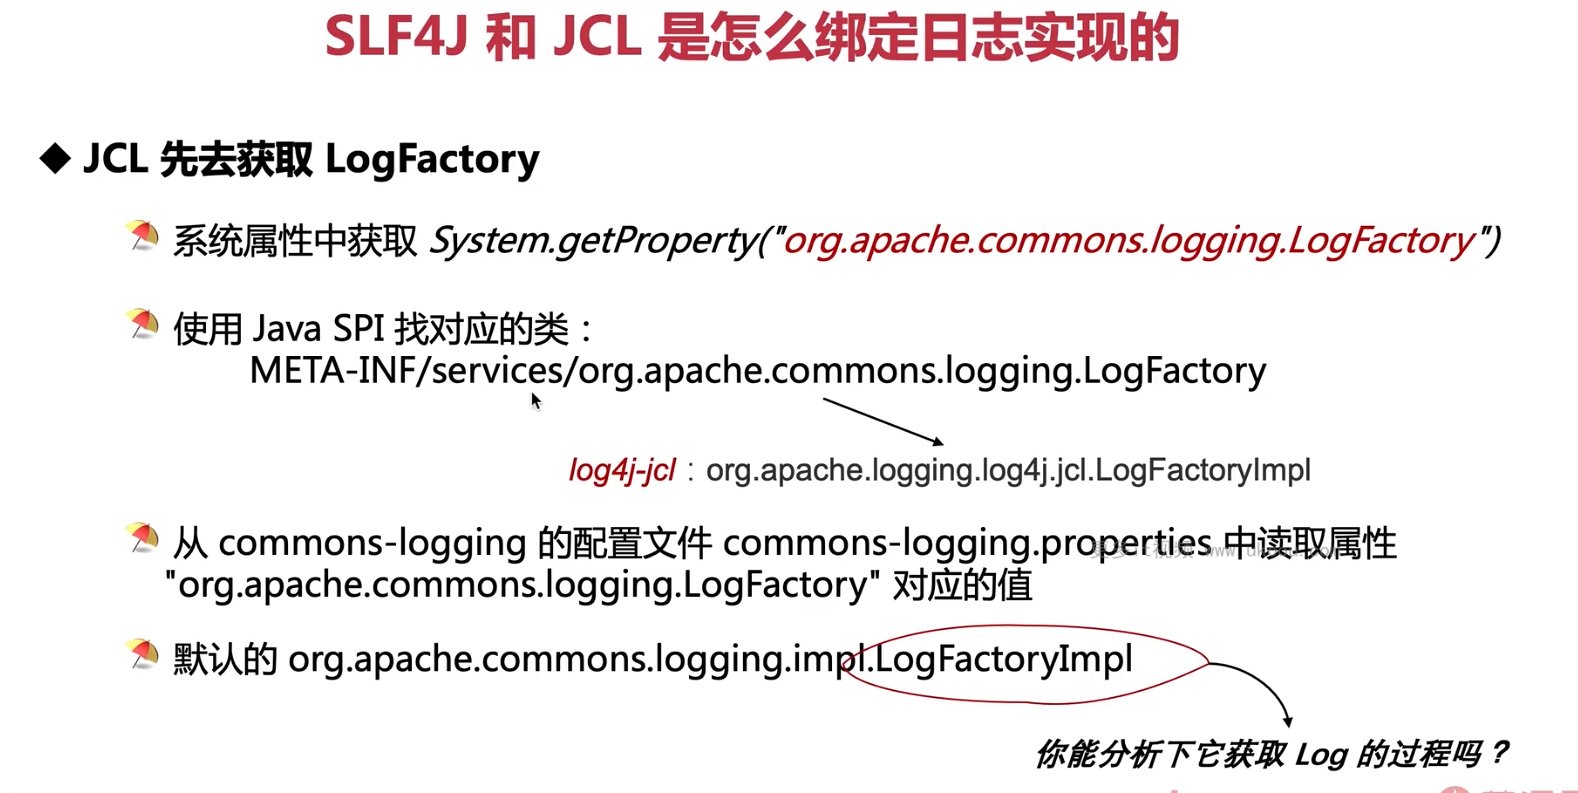 SLF4J 和 JCL 是怎么绑定日志实现的
JCL 先去获取 LogFactory
系统属性中获取 System.getProperty("org.apache.commons.logging.LogFactory")
使用 Java SPI 找对应的类：
META-INF/services/org.apache.commons.logging.LogFactory
log4j-jcl：org.apache.logging.log4j.jcl.LogFactoryImpl
从 commons-logging 的配置文件 commons-logging.properties 中读取属性
"org.apache.commons.logging.LogFactory" 对应的值
默认的 org.apache.commons.logging.impl.LogFactoryImpl
你能分析下它获取 Log 的过程吗？